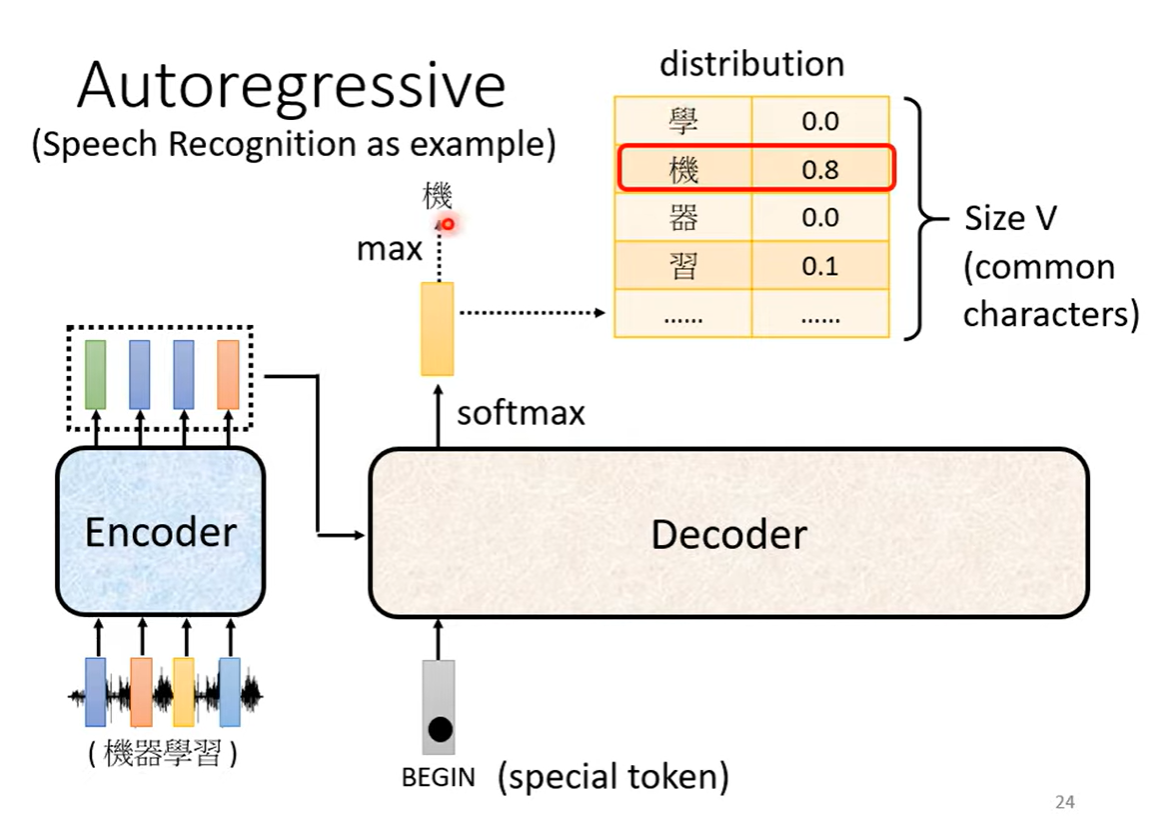 Autoregressive
(Speech Recognition as example)
distribution
學 0.0
機 0.8
器 0.0
習 0.1
...... ......
Size V
(common
characters)
機
max
softmax
Encoder
Decoder
(機器學習)
BEGIN (special token)
24